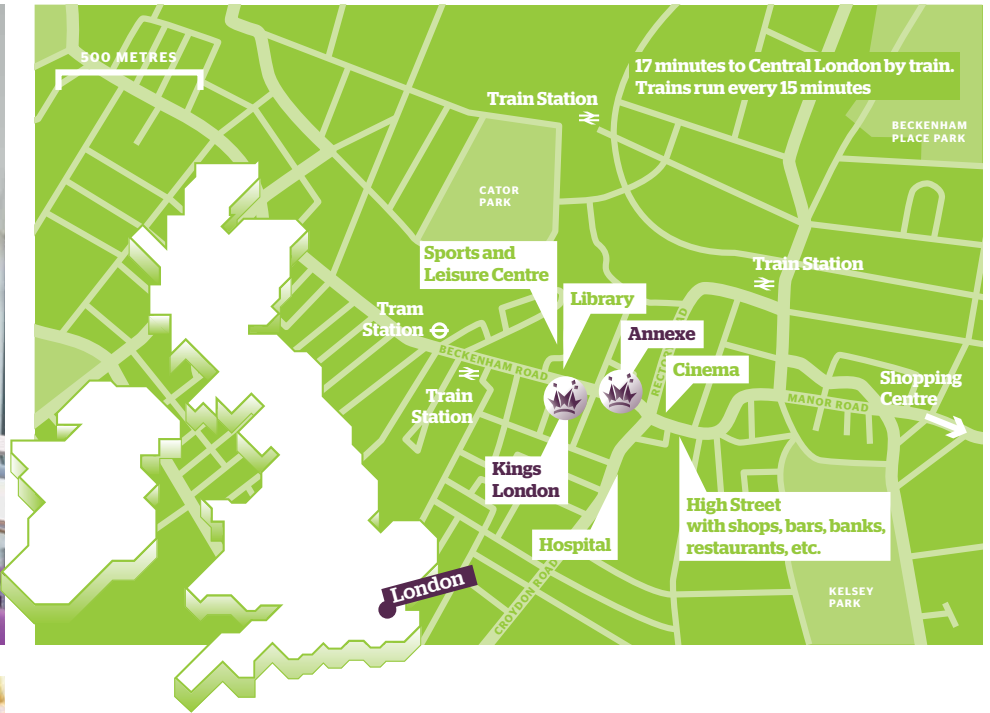 500 METRES
17 minutes to Central London by train.
Trains run every 15 minutes
Train Station
BECKENHAM
PLACE PARK
CATOR
PARK
Sports and
Leisure Centre
Train Station
Library
Tram
Station
Annexe
BECKENHAM ROAD
Cinema
Train
Station
Shopping
Centre
MANOR ROAD
Kings
London
High Street
with shops, bars, banks,
restaurants, etc.
Hospital
London
CROYDON ROAD
KELSEY
PARK